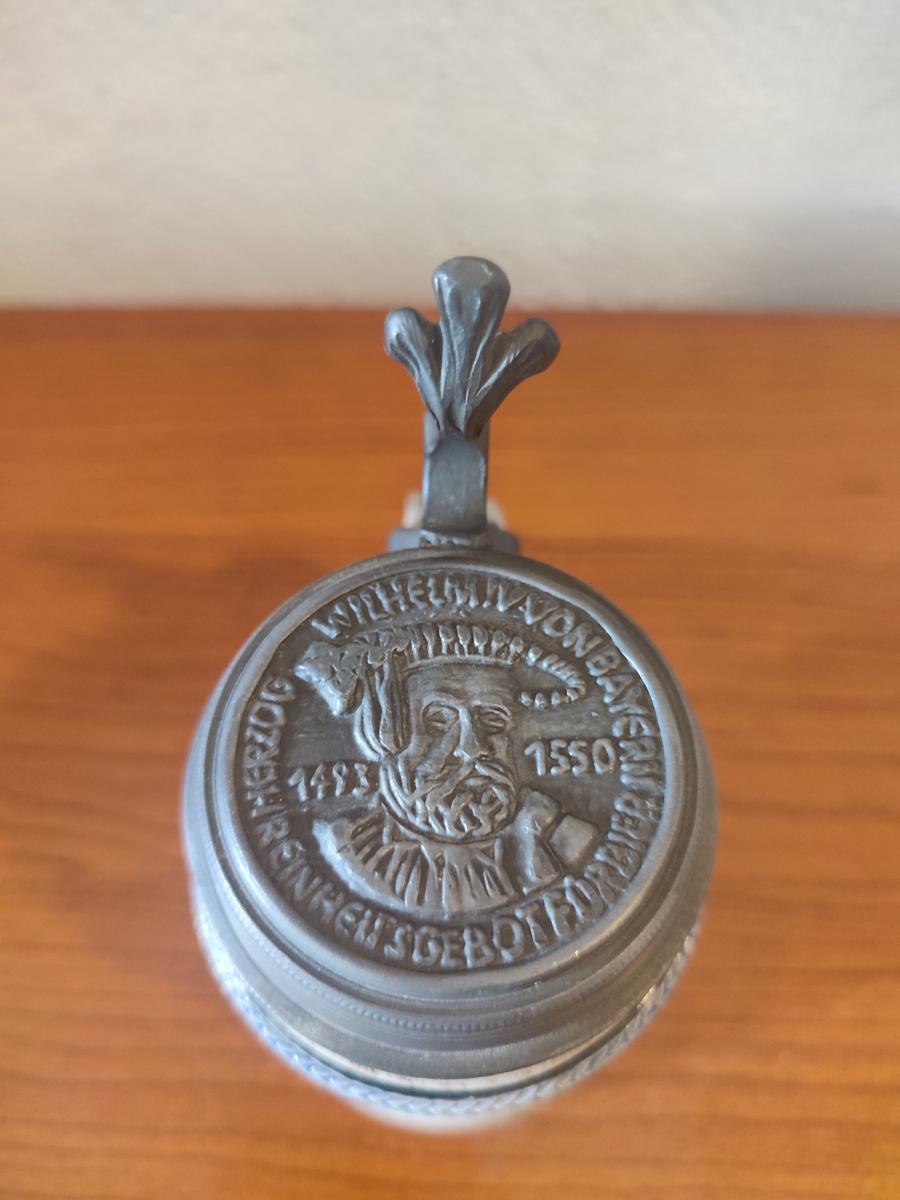 HERZOG WILHELM IV. VON BAYERN
REINHEITSGEBOT FÜR BIER
1493
1550